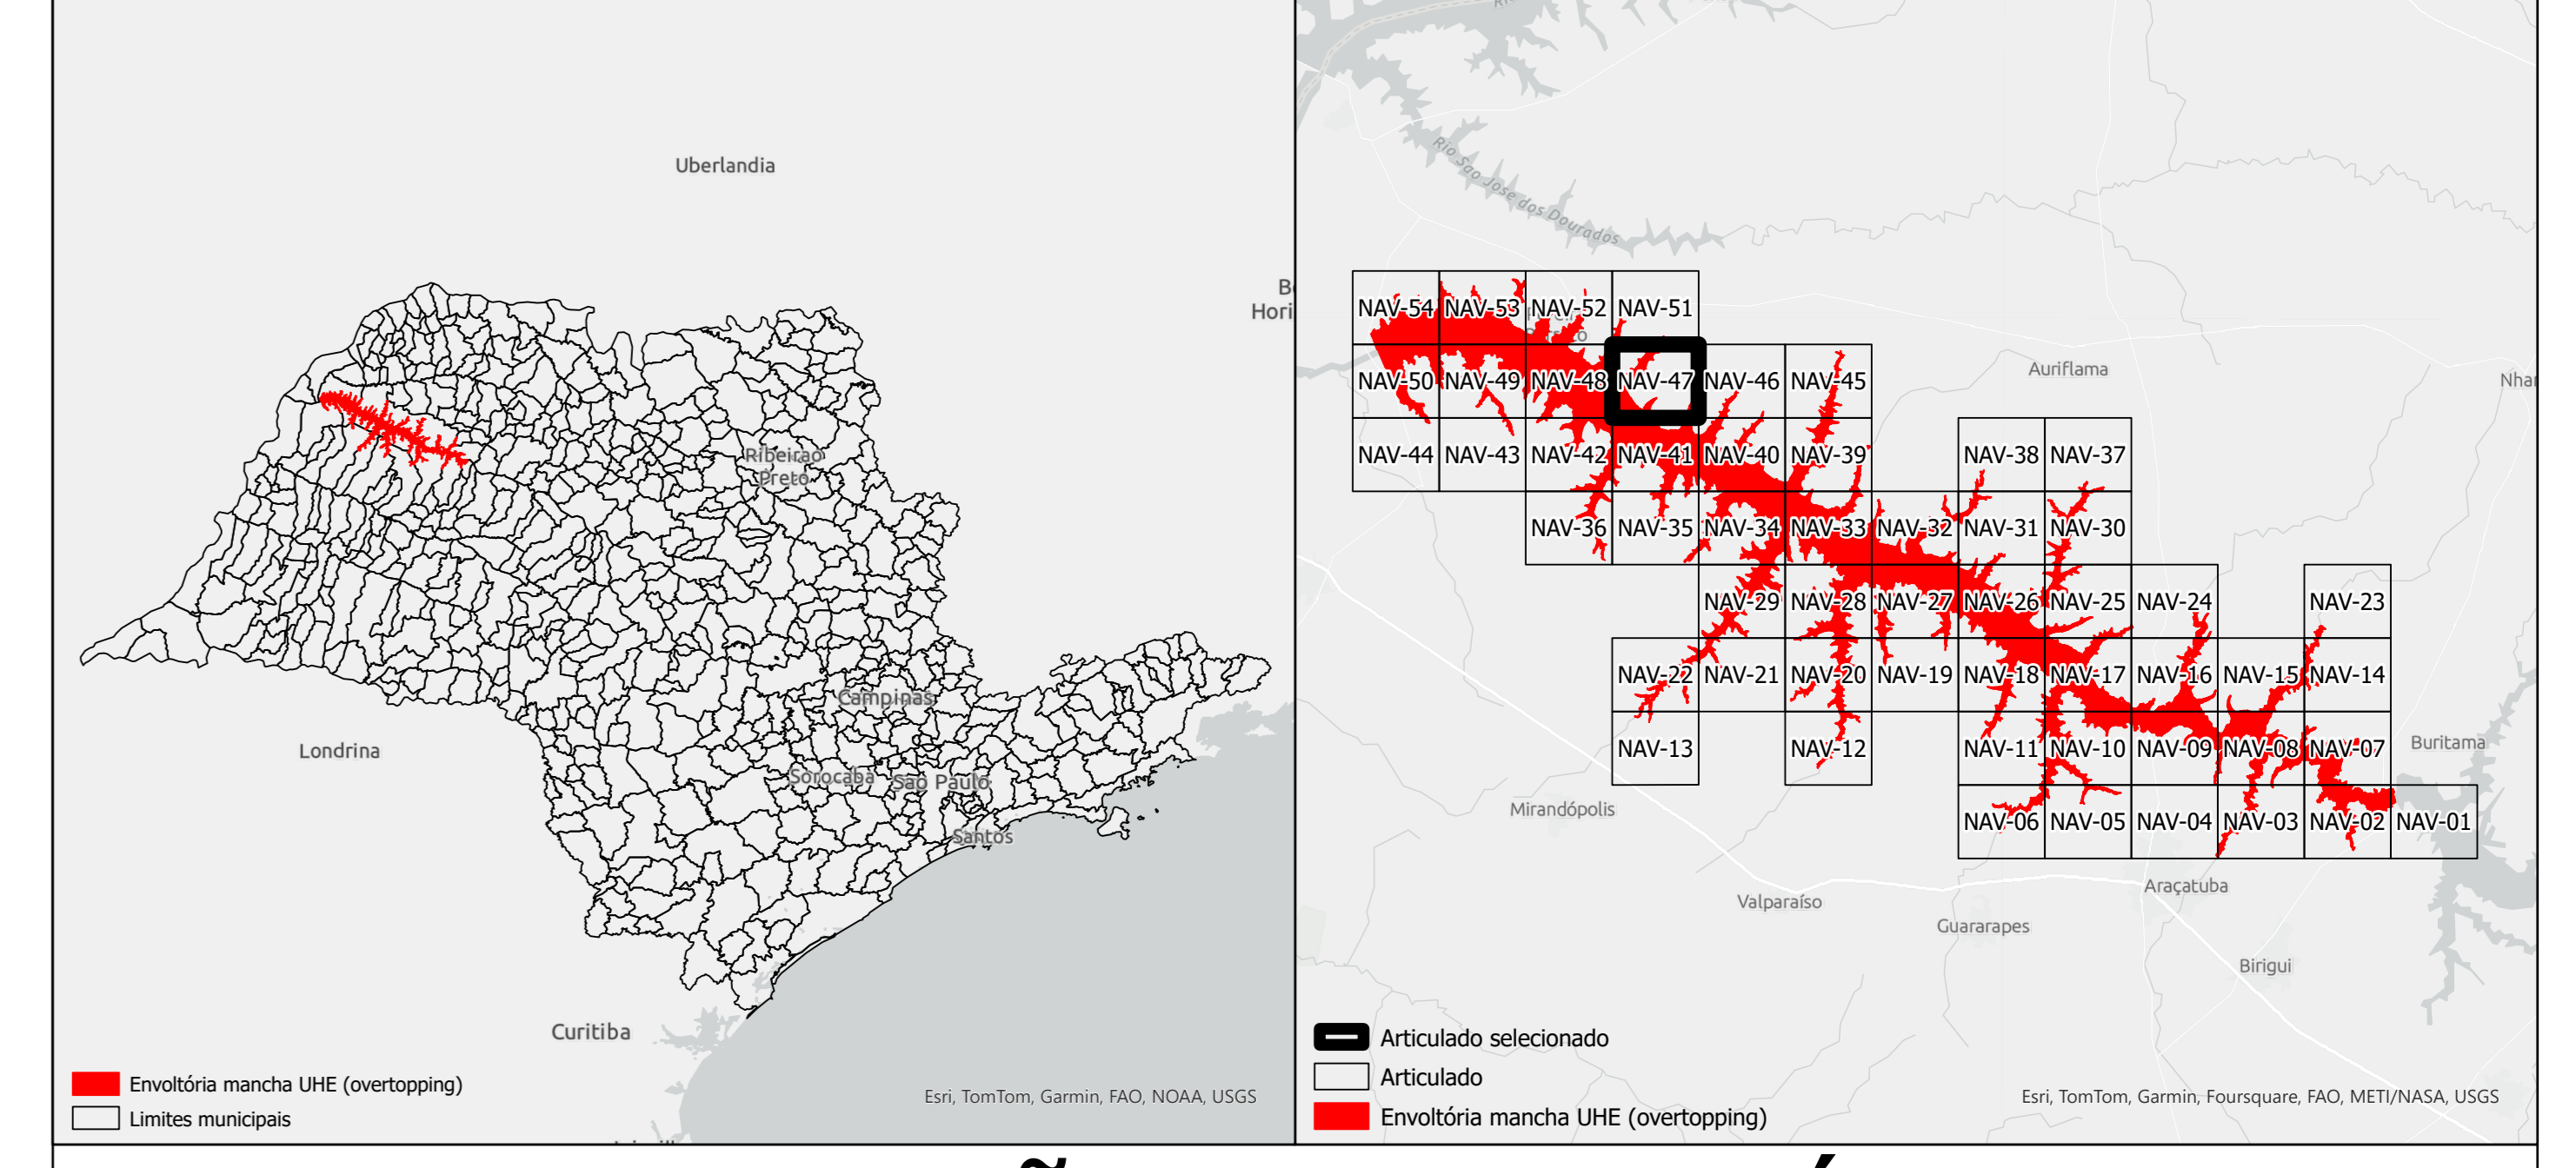 Uberlandia
Ribeirao
Preto
Campinas
Sorocaba
Sao Paulo
Santos
Londrina
Curitiba
Envoltória mancha UHE (overtopping)
Limites municipais
Esri, TomTom, Garmin, FAO, NOAA, USGS
Rio Sao Jose dos Dourados
NAV-54 NAV-53 NAV-52 NAV-51
NAV-50 NAV-49 NAV-48 NAV-47 NAV-46 NAV-45
Auriflama
NAV-44 NAV-43 NAV-42 NAV-41 NAV-40 NAV-39 NAV-38 NAV-37
NAV-36 NAV-35 NAV-34 NAV-33 NAV-32 NAV-31 NAV-30
NAV-29 NAV-28 NAV-27 NAV-26 NAV-25 NAV-24 NAV-23
NAV-22 NAV-21 NAV-20 NAV-19 NAV-18 NAV-17 NAV-16 NAV-15 NAV-14
NAV-13 NAV-12 NAV-11 NAV-10 NAV-09 NAV-08 NAV-07
Buritama
Mirandópolis
NAV-06 NAV-05 NAV-04 NAV-03 NAV-02 NAV-01
Araçatuba
Valparaíso
Guararapes
Birigui
Articulado selecionado
Articulado
Envoltória mancha UHE (overtopping)
Esri, TomTom, Garmin, Foursquare, FAO, METI/NASA, USGS